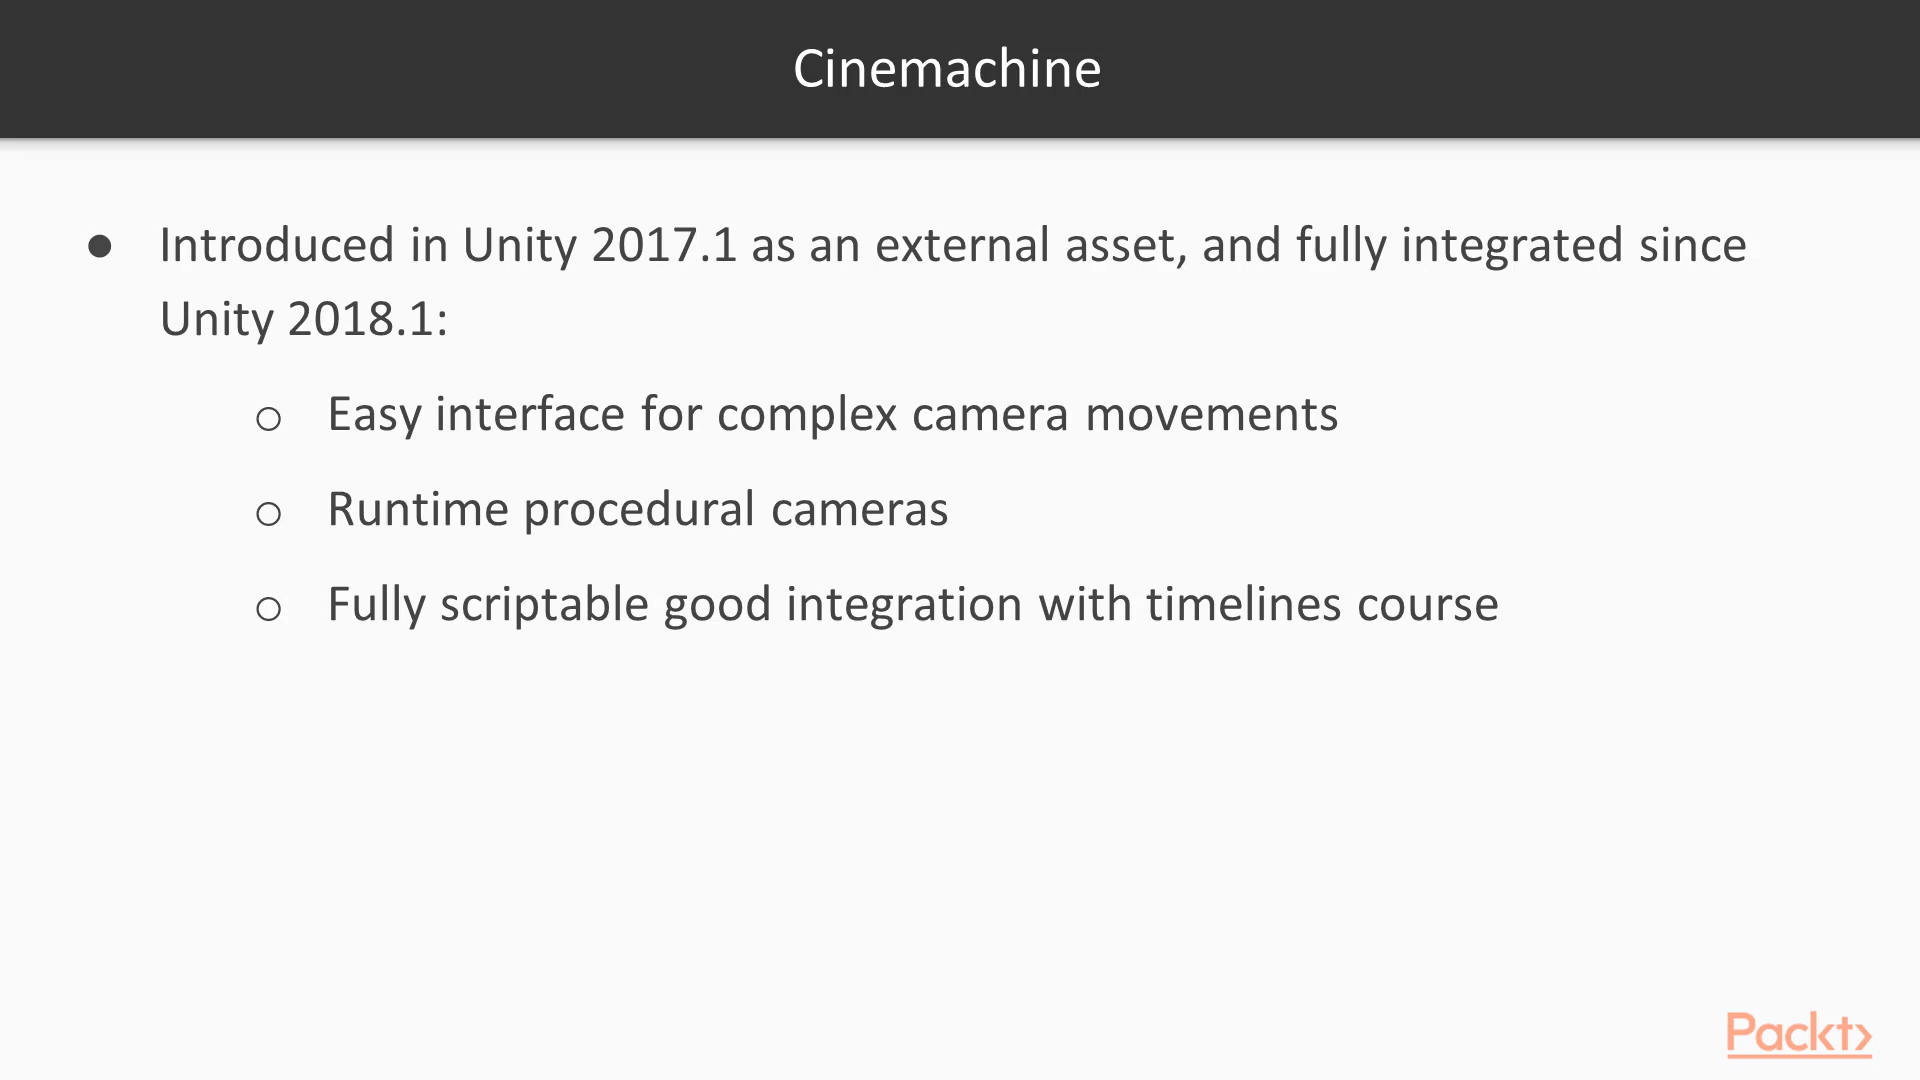 Cinemachine
● Introduced in Unity 2017.1 as an external asset, and fully integrated since
Unity 2018.1:
○ Easy interface for complex camera movements
○ Runtime procedural cameras
○ Fully scriptable good integration with timelines course
Packt>